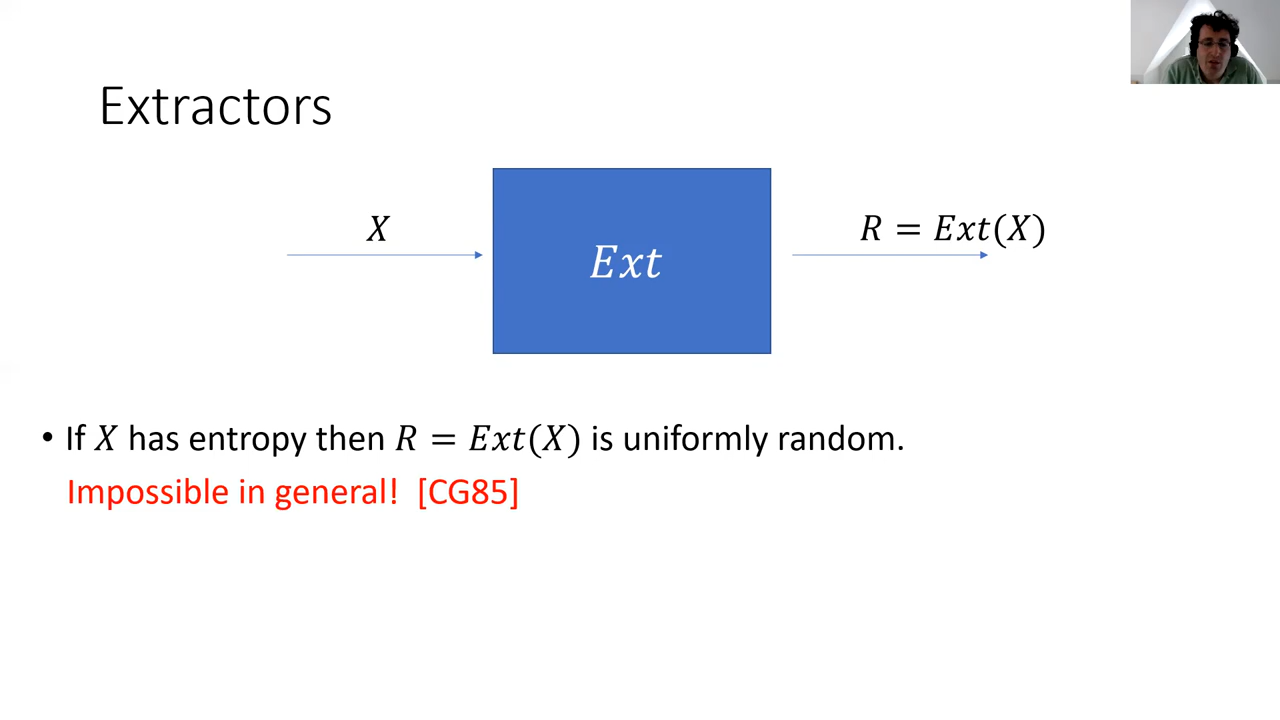 Extractors
X
R = Ext(X)
Ext
• If X has entropy then R = Ext(X) is uniformly random.
Impossible in general! [CG85]